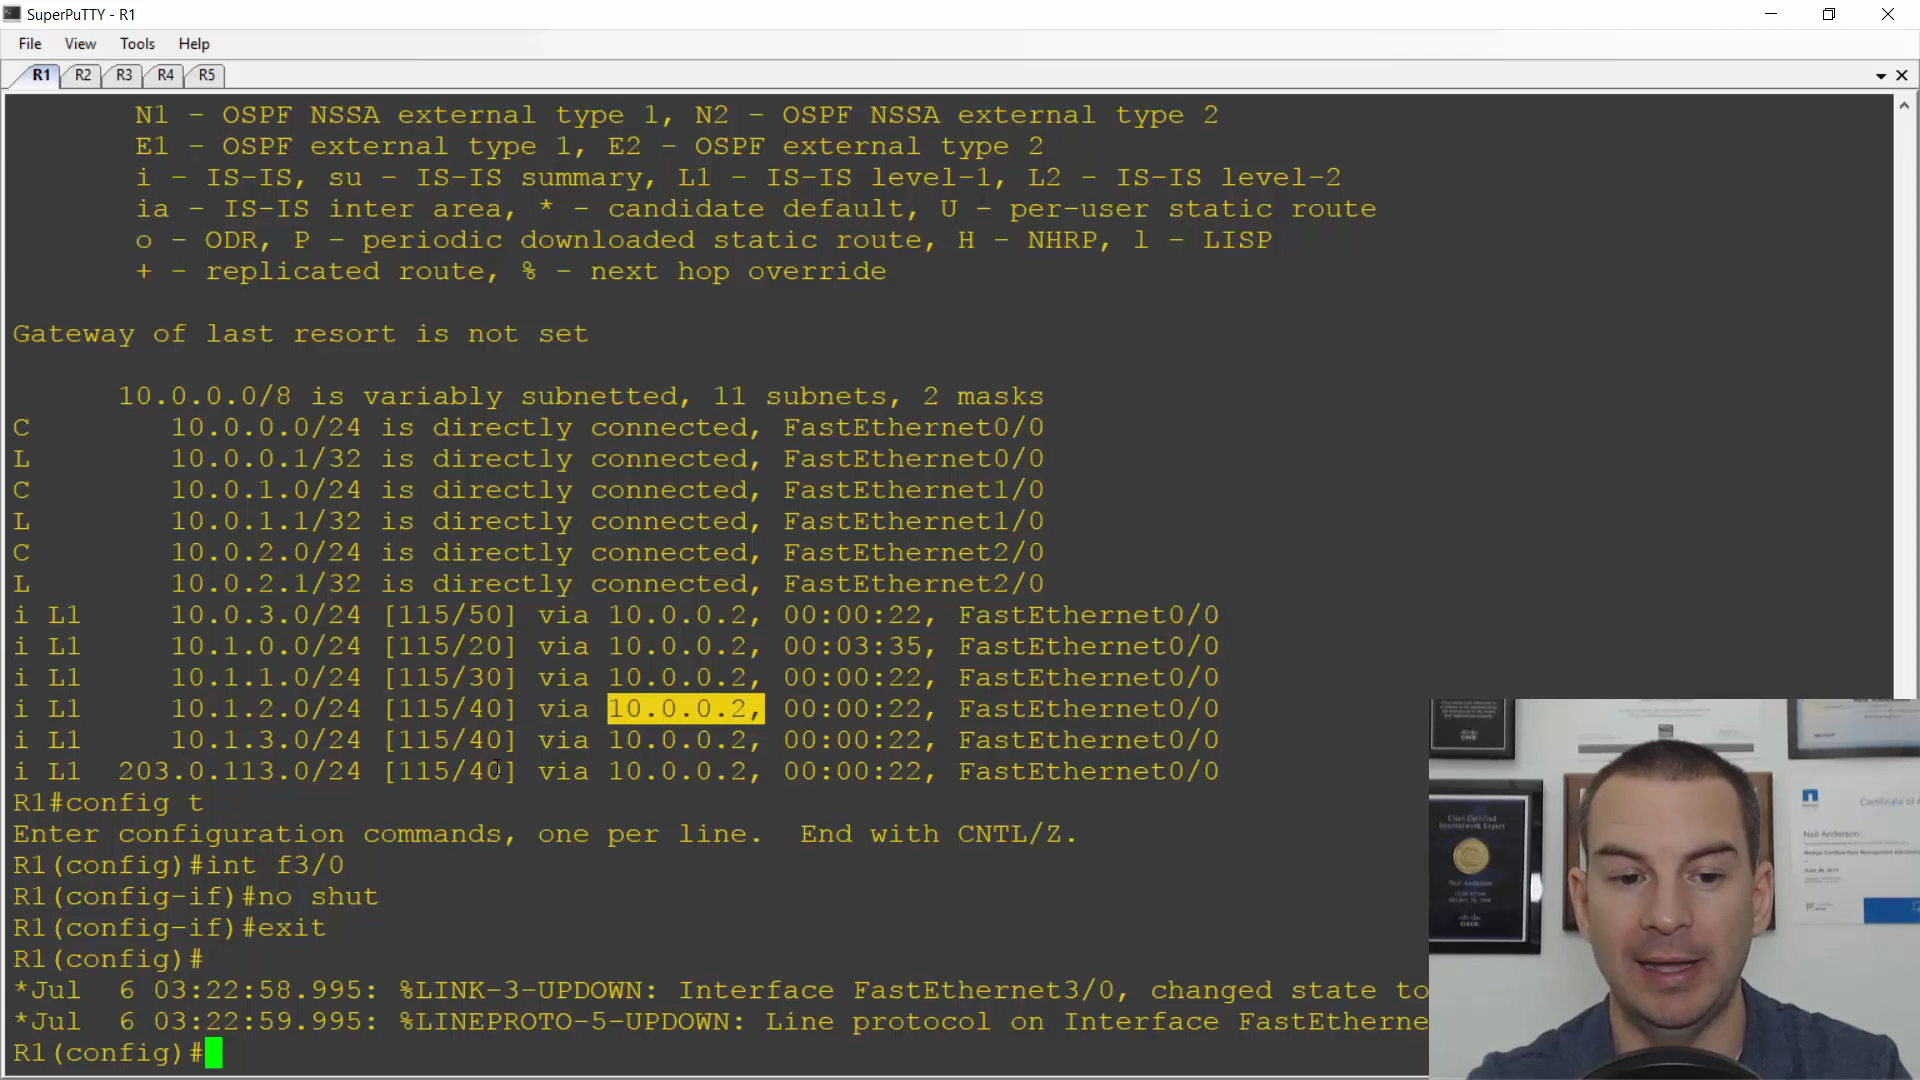 SuperPuTTY - R1
File View Tools Help
R1 R2 R3 R4 R5
N1 - OSPF NSSA external type 1, N2 - OSPF NSSA external type 2
E1 - OSPF external type 1, E2 - OSPF external type 2
i - IS-IS, su - IS-IS summary, L1 - IS-IS level-1, L2 - IS-IS level-2
ia - IS-IS inter area, * - candidate default, U - per-user static route
o - ODR, P - periodic downloaded static route, H - NHRP, l - LISP
+ - replicated route, % - next hop override
Gateway of last resort is not set
10.0.0.0/8 is variably subnetted, 11 subnets, 2 masks
C 10.0.0.0/24 is directly connected, FastEthernet0/0
L 10.0.0.1/32 is directly connected, FastEthernet0/0
C 10.0.1.0/24 is directly connected, FastEthernet1/0
L 10.0.1.1/32 is directly connected, FastEthernet1/0
C 10.0.2.0/24 is directly connected, FastEthernet2/0
L 10.0.2.1/32 is directly connected, FastEthernet2/0
i L1 10.0.3.0/24 [115/50] via 10.0.0.2, 00:00:22, FastEthernet0/0
i L1 10.1.0.0/24 [115/20] via 10.0.0.2, 00:03:35, FastEthernet0/0
i L1 10.1.1.0/24 [115/30] via 10.0.0.2, 00:00:22, FastEthernet0/0
i L1 10.1.2.0/24 [115/40] via 10.0.0.2, 00:00:22, FastEthernet0/0
i L1 10.1.3.0/24 [115/40] via 10.0.0.2, 00:00:22, FastEthernet0/0
i L1 203.0.113.0/24 [115/40] via 10.0.0.2, 00:00:22, FastEthernet0/0
R1#config t
Enter configuration commands, one per line. End with CNTL/Z.
R1(config)#int f3/0
R1(config-if)#no shut
R1(config-if)#exit
R1(config)#
*Jul 6 03:22:58.995: %LINK-3-UPDOWN: Interface FastEthernet3/0, changed state to
*Jul 6 03:22:59.995: %LINEPROTO-5-UPDOWN: Line protocol on Interface FastEtherne
R1(config)#
Cisco Certified
Internetwork Expert
Neil Anderson
Certificate of A
Neil Anderson